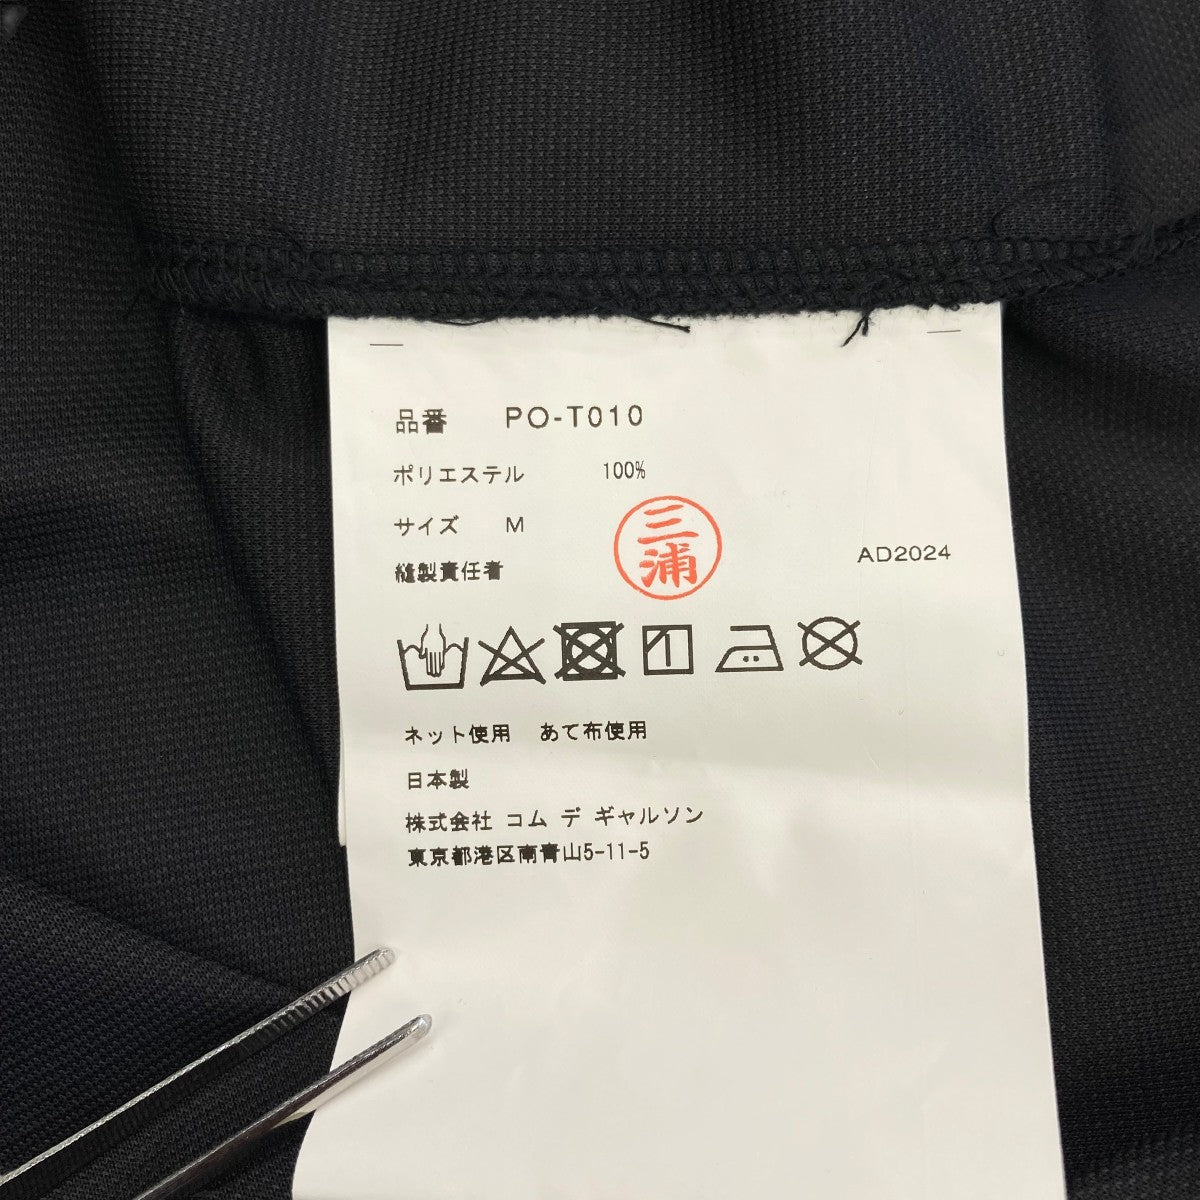 品番 PO-T010
ポリエステル 100%
サイズ M
三浦
AD2024
縫製責任者
ネット使用 あて布使用
日本製
株式会社 コム デ ギャルソン
東京都港区南青山5-11-5